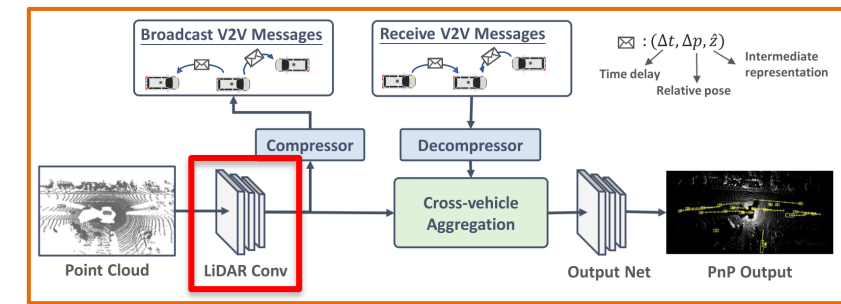 Broadcast V2V Messages
Receive V2V Messages
: (Δt, Δp, ẑ)
Time delay
Relative pose
Intermediate
representation
Compressor
Decompressor
Cross-vehicle
Aggregation
Point Cloud
LiDAR Conv
Output Net
PnP Output